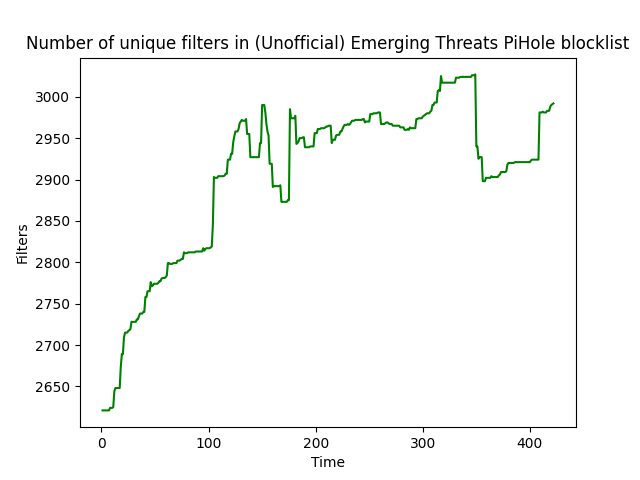 Number of unique filters in (Unofficial) Emerging Threats PiHole blocklist
3000
2950
2900
2850
2800
2750
2700
2650
Filters
0 100 200 300 400
Time